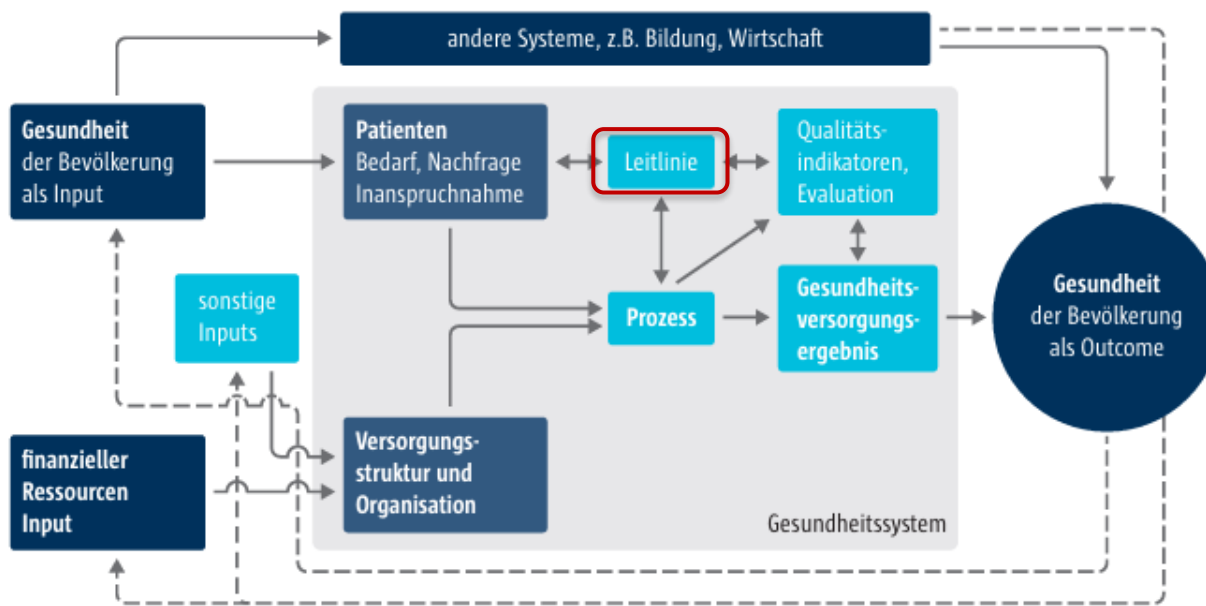 andere Systeme, z.B. Bildung, Wirtschaft
Gesundheit
der Bevölkerung
als Input
Patienten
Bedarf, Nachfrage
Inanspruchnahme
Leitlinie
Qualitäts-
indikatoren,
Evaluation
sonstige
Inputs
Prozess
Gesundheits-
versorgungs-
ergebnis
Gesundheit
der Bevölkerung
als Outcome
finanzieller
Ressourcen
Input
Versorgungs-
struktur und
Organisation
Gesundheitssystem